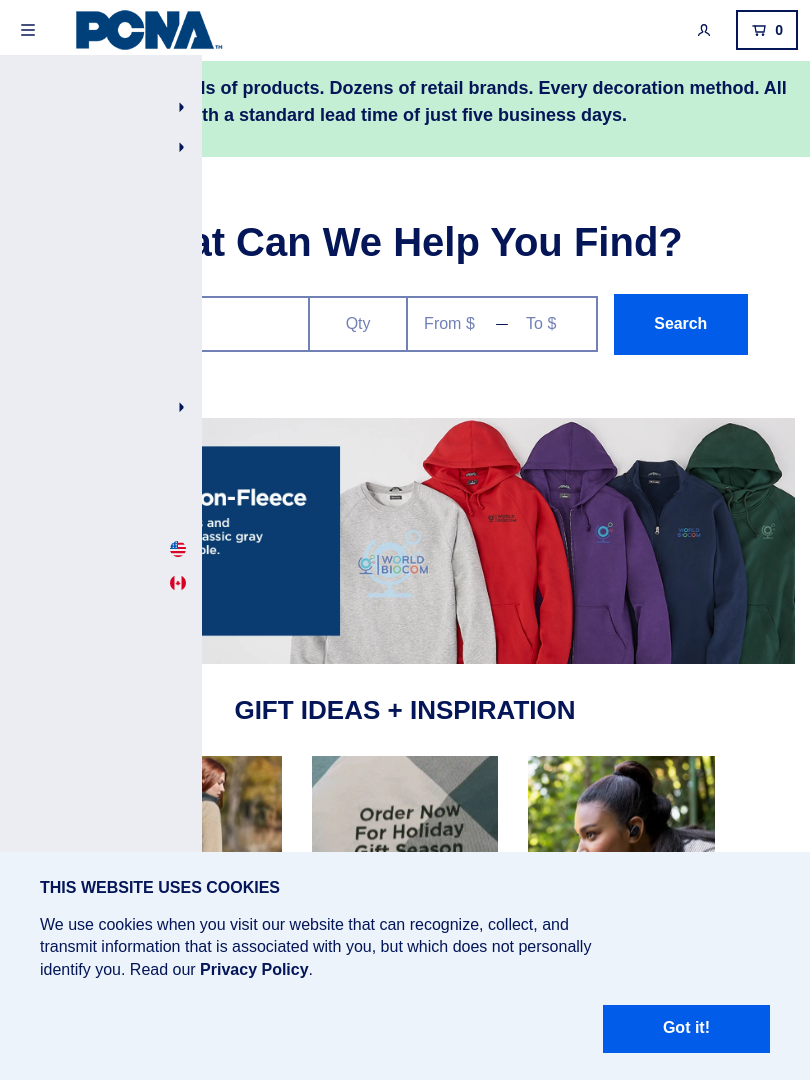 PCNA™
0
ls of products. Dozens of retail brands. Every decoration method. All
th a standard lead time of just five business days.
at Can We Help You Find?
Qty
From $
—
To $
Search
on-Fleece
s and
assic gray
ble.
WORLD
BIOCOM
WORLD
BIOCOM
WORLD
BIOCOM
GIFT IDEAS + INSPIRATION
Order Now
For Holiday
Gift Season
THIS WEBSITE USES COOKIES
We use cookies when you visit our website that can recognize, collect, and
transmit information that is associated with you, but which does not personally
identify you. Read our Privacy Policy.
Got it!